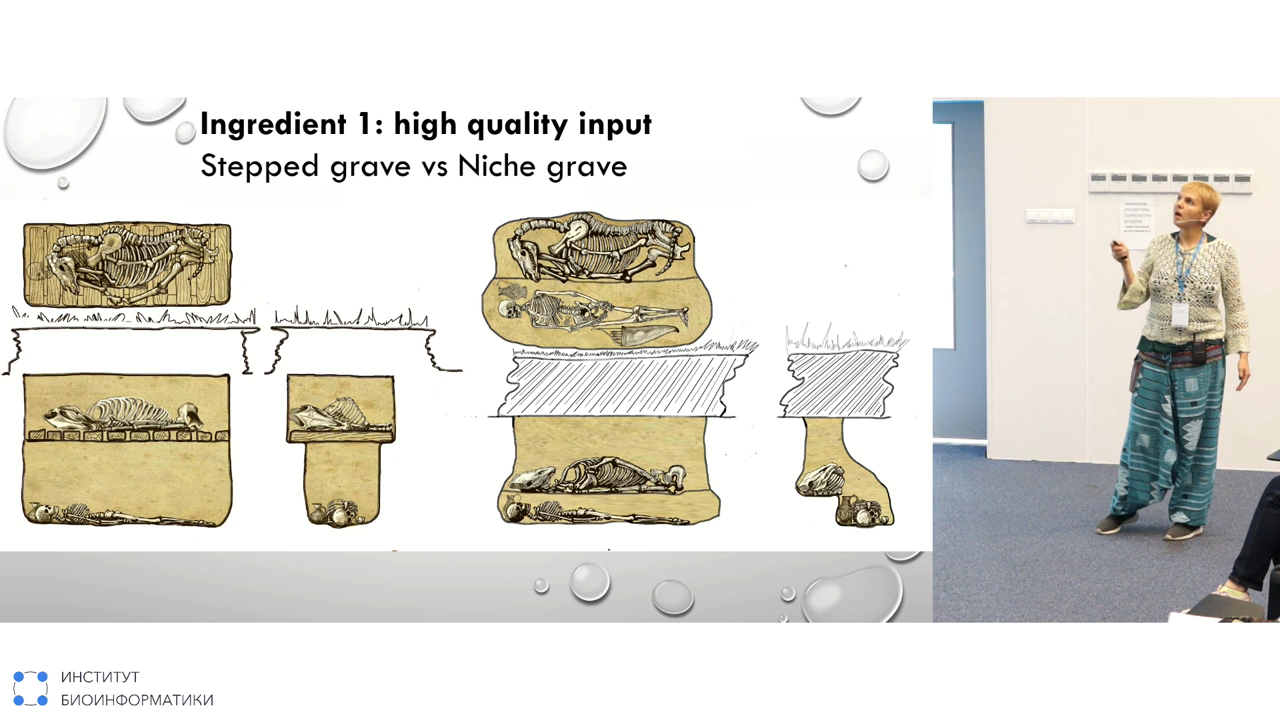 Ingredient 1: high quality input
Stepped grave vs Niche grave
ИНСТИТУТ
БИОИНФОРМАТИКИ